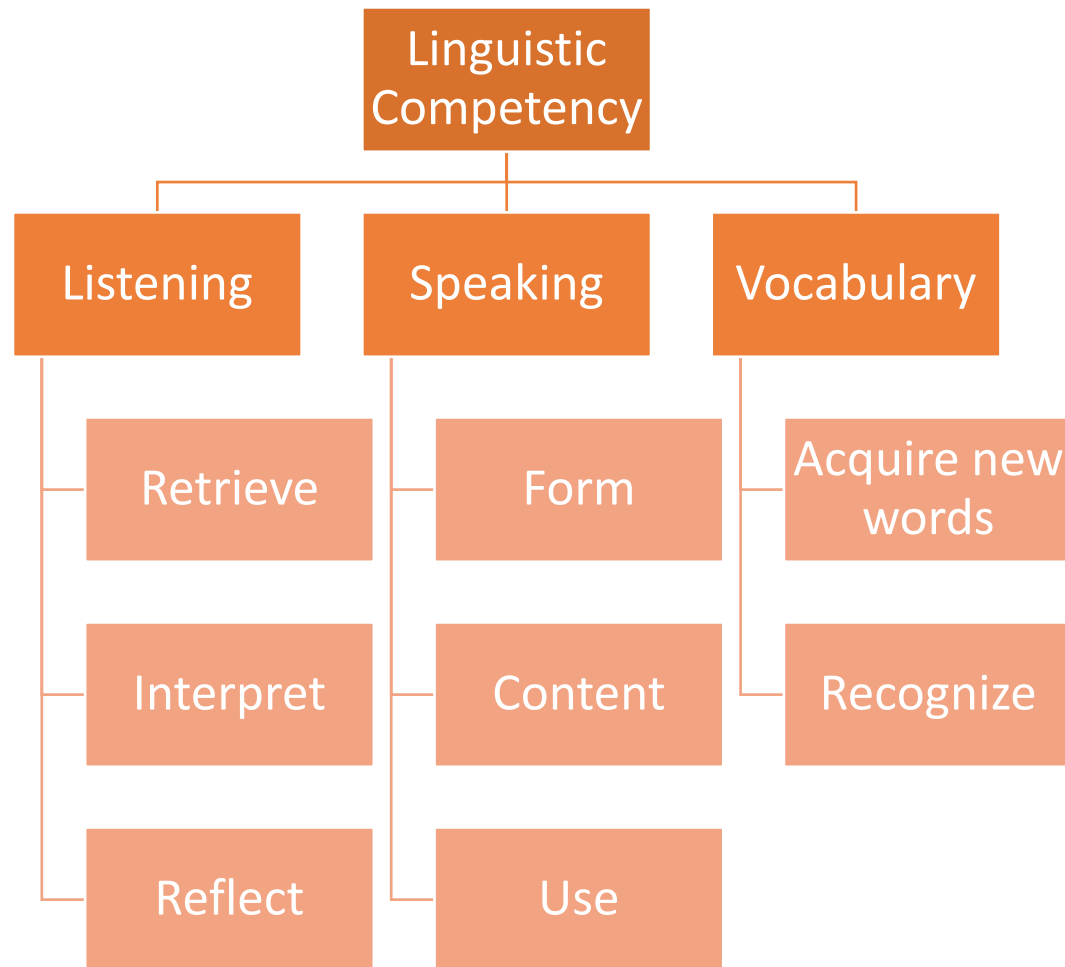 Linguistic
Competency
Listening
Speaking
Vocabulary
Retrieve
Form
Acquire new
words
Interpret
Content
Recognize
Reflect
Use